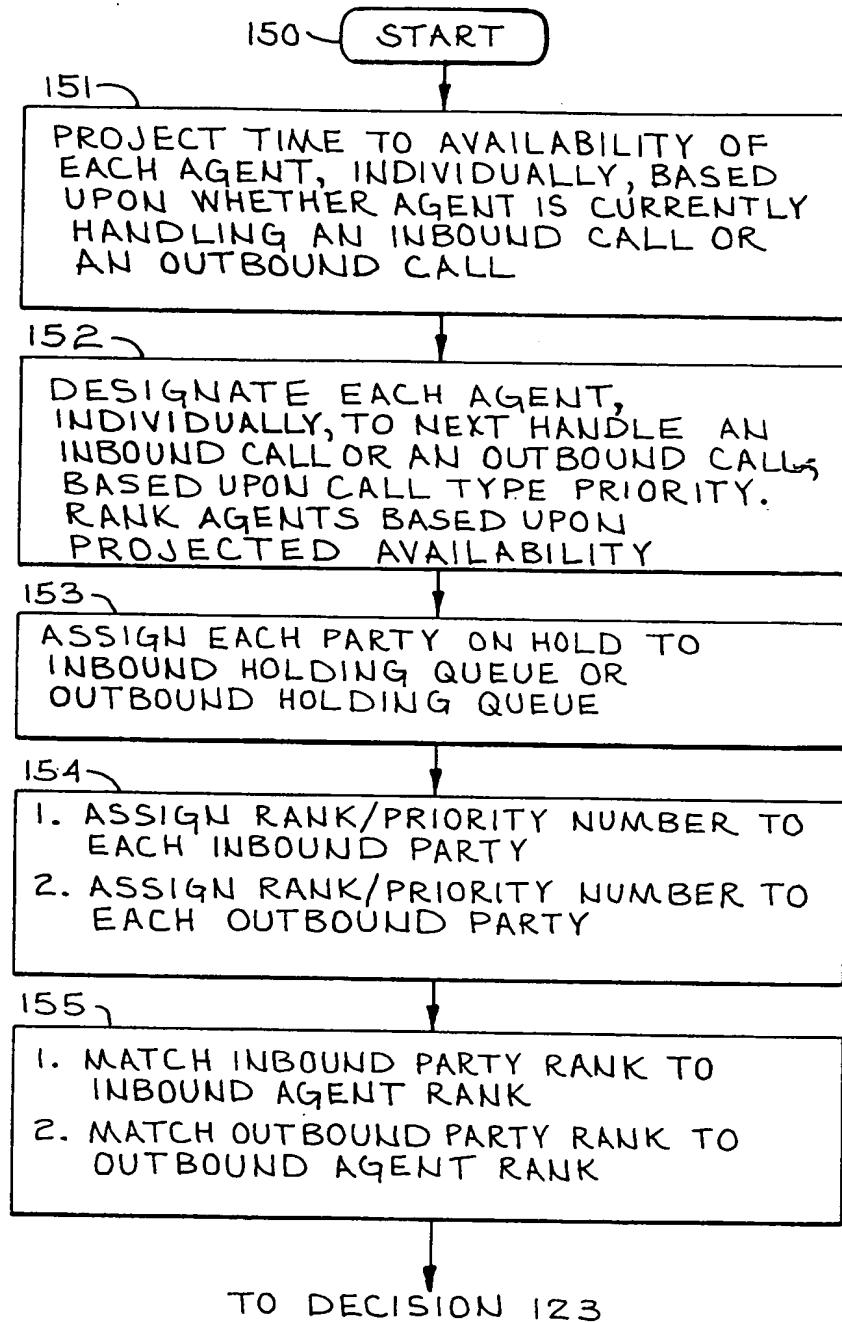 150 START
151
PROJECT TIME TO AVAILABILITY OF
EACH AGENT, INDIVIDUALLY, BASED
UPON WHETHER AGENT IS CURRENTLY
HANDLING AN INBOUND CALL OR
AN OUTBOUND CALL
152
DESIGNATE EACH AGENT,
INDIVIDUALLY, TO NEXT HANDLE AN
INBOUND CALL OR AN OUTBOUND CALL,
BASED UPON CALL TYPE PRIORITY.
RANK AGENTS BASED UPON
PROJECTED AVAILABILITY
153
ASSIGN EACH PARTY ON HOLD TO
INBOUND HOLDING QUEUE OR
OUTBOUND HOLDING QUEUE
154
1. ASSIGN RANK/PRIORITY NUMBER TO
EACH INBOUND PARTY
2. ASSIGN RANK/PRIORITY NUMBER TO
EACH OUTBOUND PARTY
155
1. MATCH INBOUND PARTY RANK TO
INBOUND AGENT RANK
2. MATCH OUTBOUND PARTY RANK TO
OUTBOUND AGENT RANK
TO DECISION 123